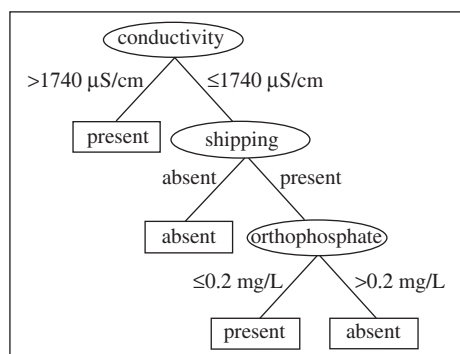 conductivity
>1740 μS/cm ≤1740 μS/cm
present shipping
absent present
absent orthophosphate
≤0.2 mg/L >0.2 mg/L
present absent